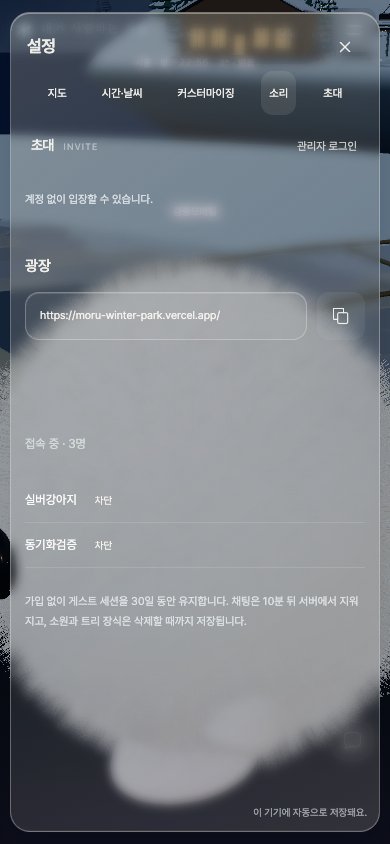 설정
지도
시간·날씨
커스터마이징
소리
초대
초대 INVITE
관리자 로그인
계정 없이 입장할 수 있습니다.
광장
https://moru-winter-park.vercel.app/
접속 중 · 3명
실버강아지 차단
동기화검증 차단
가입 없이 게스트 세션을 30일 동안 유지합니다. 채팅은 10분 뒤 서버에서 지워
지고, 소원과 트리 장식은 삭제할 때까지 저장됩니다.
이 기기에 자동으로 저장돼요.